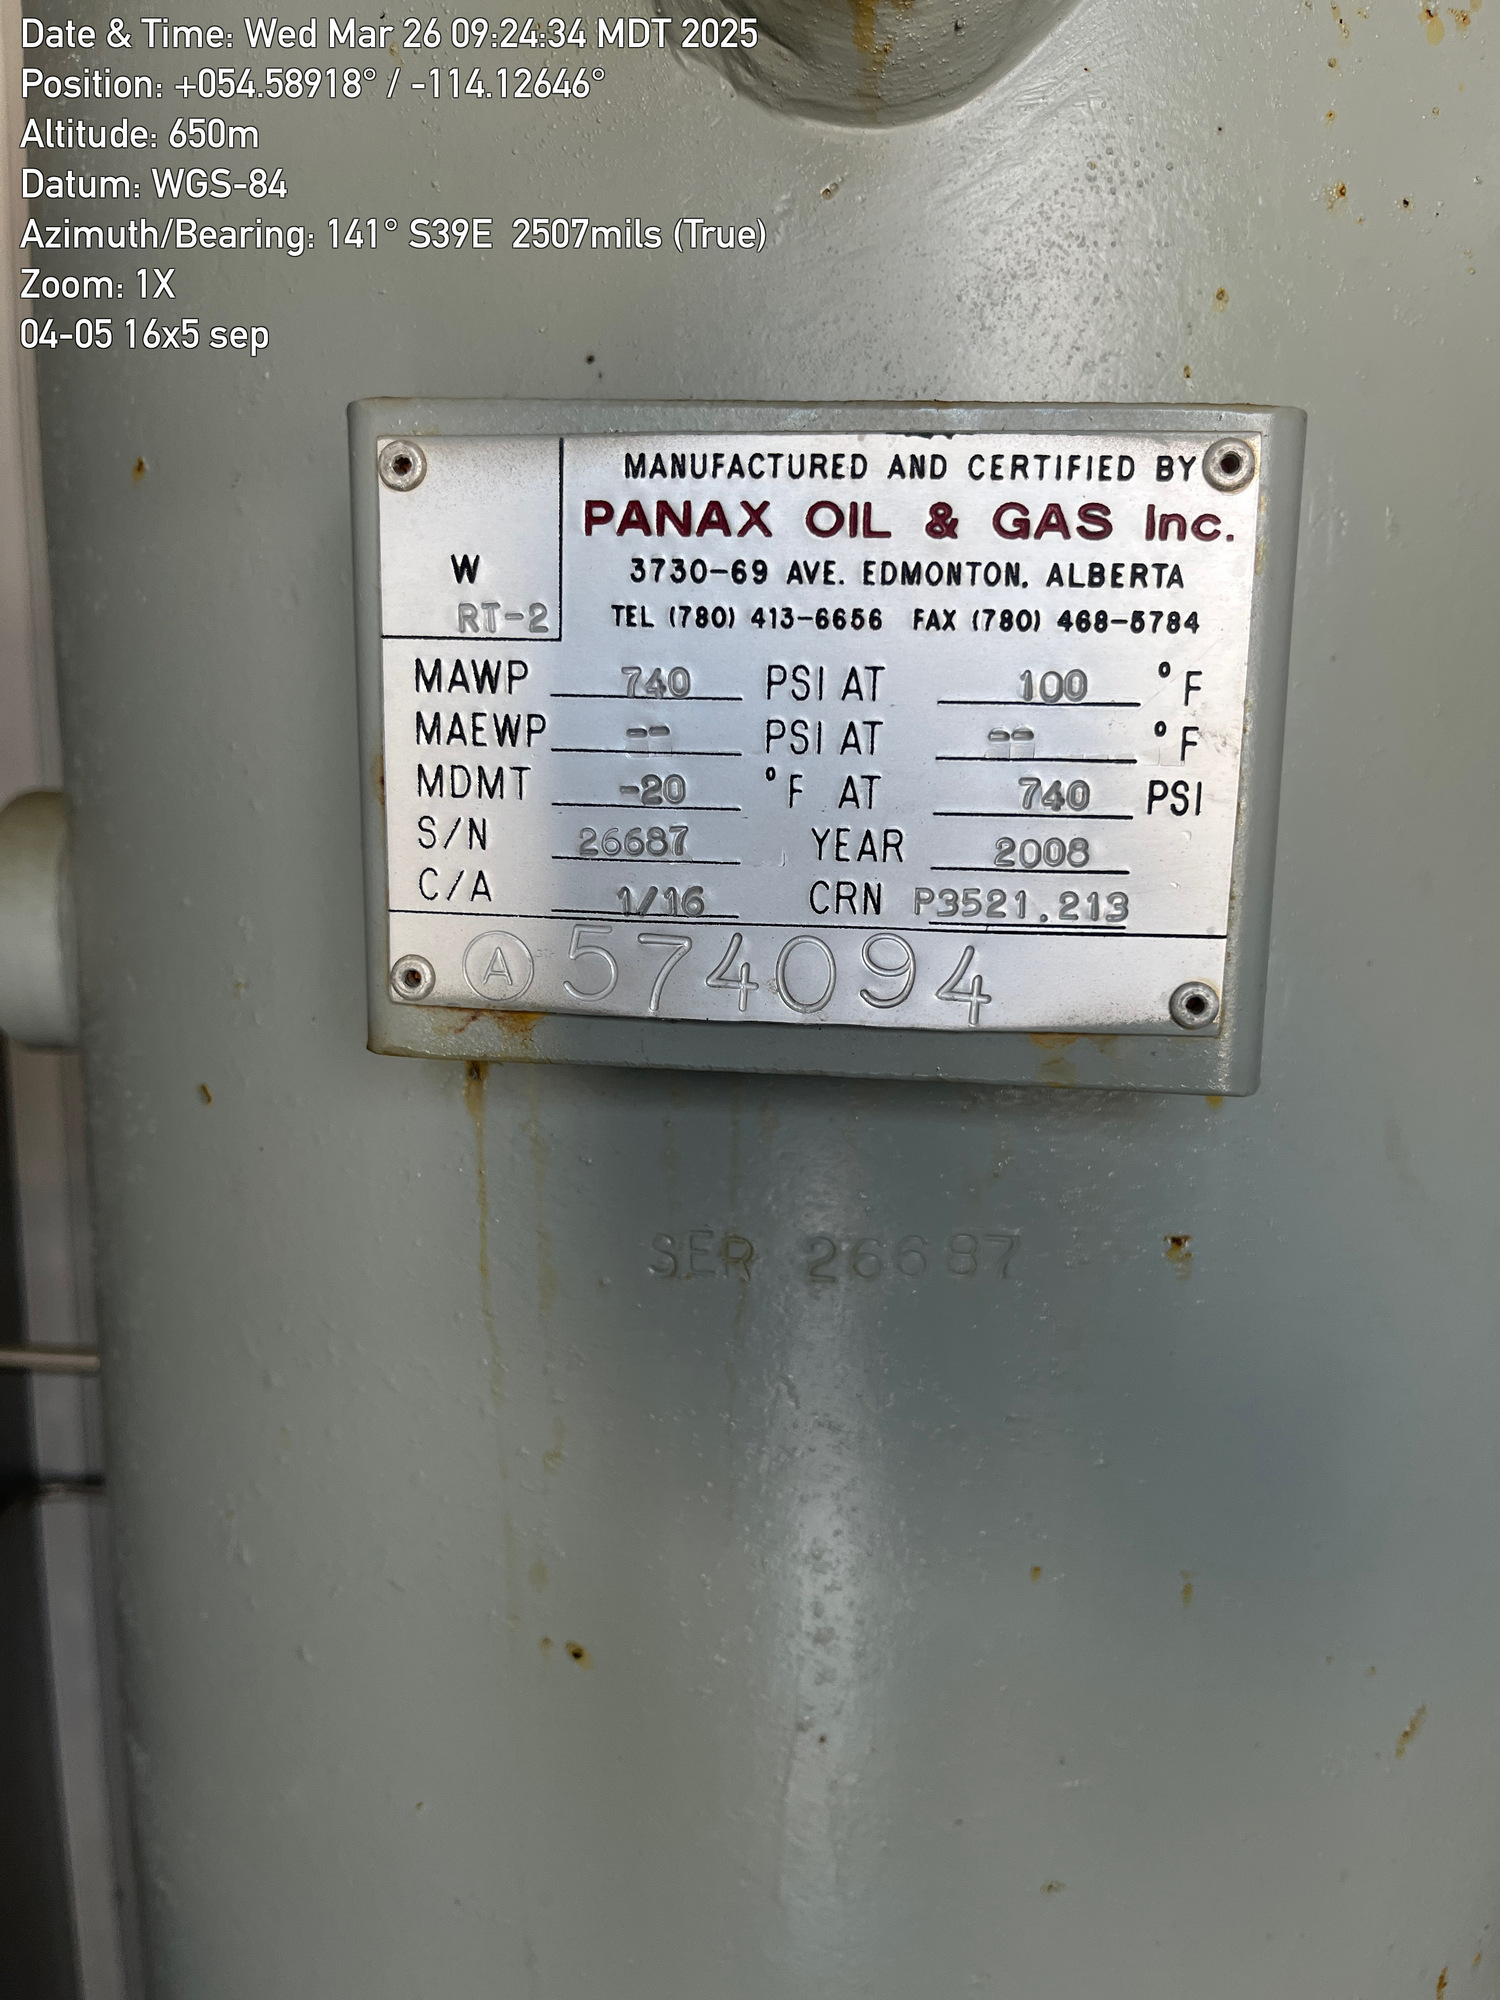 Date & Time: Wed Mar 26 09:24:34 MDT 2025
Position: +054.58918° / -114.12646°
Altitude: 650m
Datum: WGS-84
Azimuth/Bearing: 141° S39E 2507mils (True)
Zoom: 1X
04-05 16x5 sep
MANUFACTURED AND CERTIFIED BY
PANAX OIL & GAS Inc.
3730-69 AVE. EDMONTON. ALBERTA
TEL (780) 413-6656 FAX (780) 468-5784
W
RT-2
MAWP 740 PSI AT 100 °F
MAEWP -- PSI AT -- °F
MDMT -20 °F AT 740 PSI
S/N 26687 YEAR 2008
C/A 1/16 CRN P3521.213
A 574094
SER 26687